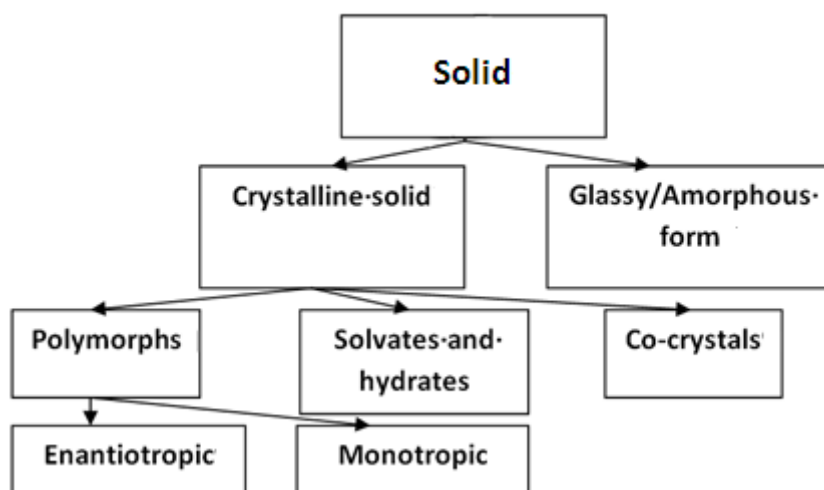 Solid
Crystalline·solid
Glassy/Amorphous·
form
Polymorphs
Solvates·and·
hydrates
Co-crystals
Enantiotropic
Monotropic